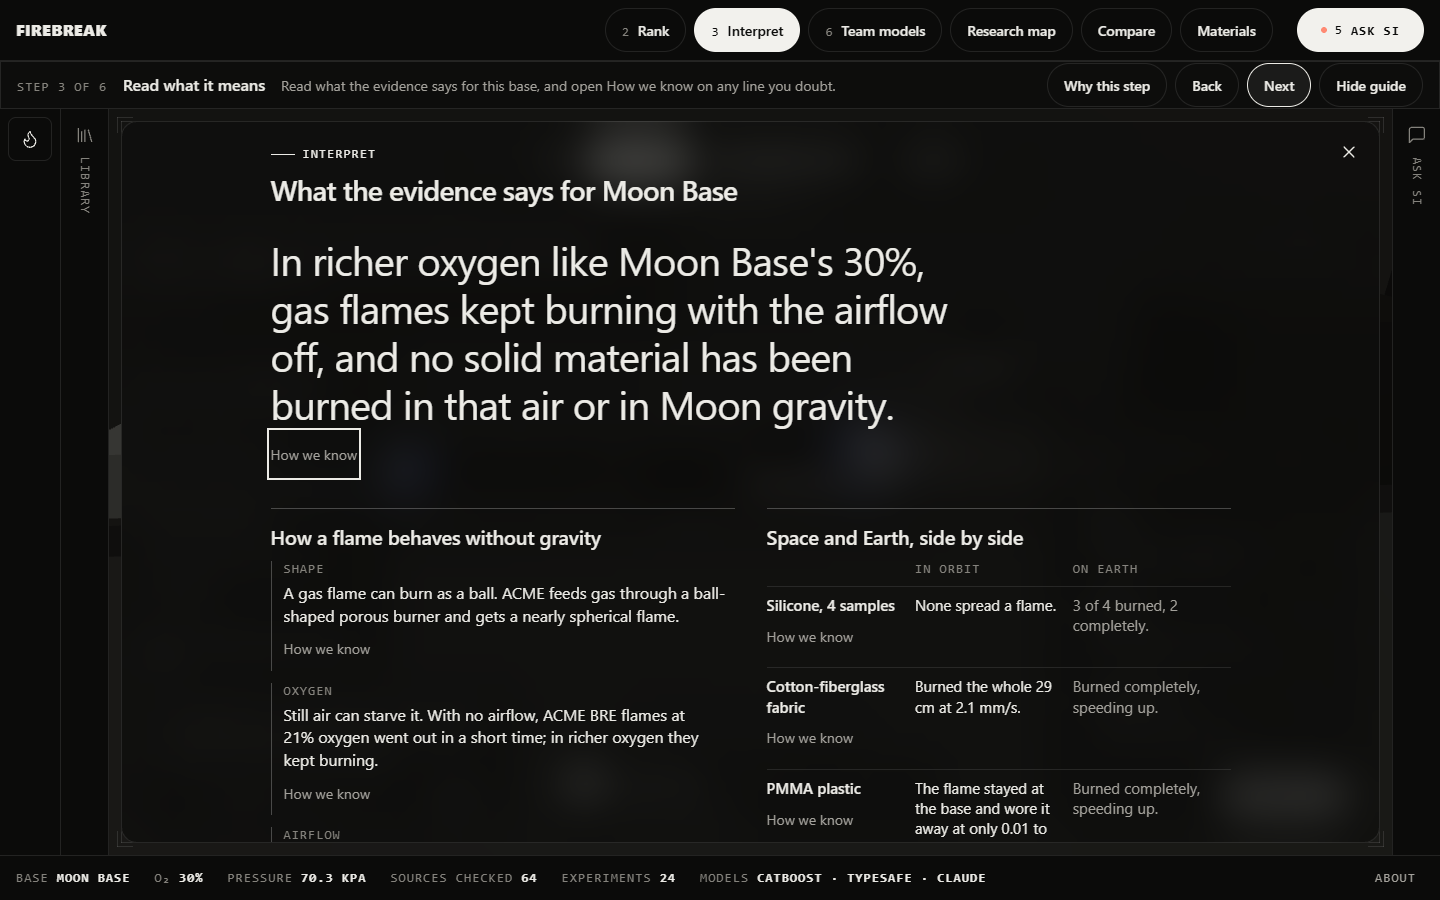 FIREBREAK
2 Rank
3 Interpret
6 Team models
Research map
Compare
Materials
5 ASK SI
STEP 3 OF 6
Read what it means
Read what the evidence says for this base, and open How we know on any line you doubt.
Why this step
Back
Next
Hide guide
LIBRARY
ASK SI
INTERPRET
What the evidence says for Moon Base
In richer oxygen like Moon Base's 30%,
gas flames kept burning with the airflow
off, and no solid material has been
burned in that air or in Moon gravity.
How we know
How a flame behaves without gravity
SHAPE
A gas flame can burn as a ball. ACME feeds gas through a ball-
shaped porous burner and gets a nearly spherical flame.
How we know
OXYGEN
Still air can starve it. With no airflow, ACME BRE flames at
21% oxygen went out in a short time; in richer oxygen they
kept burning.
How we know
AIRFLOW
Space and Earth, side by side
IN ORBIT
ON EARTH
Silicone, 4 samples
How we know
None spread a flame.
3 of 4 burned, 2
completely.
Cotton-fiberglass
fabric
How we know
Burned the whole 29
cm at 2.1 mm/s.
Burned completely,
speeding up.
PMMA plastic
How we know
The flame stayed at
the base and wore it
away at only 0.01 to
Burned completely,
speeding up.
BASE MOON BASE
O₂ 30%
PRESSURE 70.3 KPA
SOURCES CHECKED 64
EXPERIMENTS 24
MODELS CATBOOST · TYPESAFE · CLAUDE
ABOUT